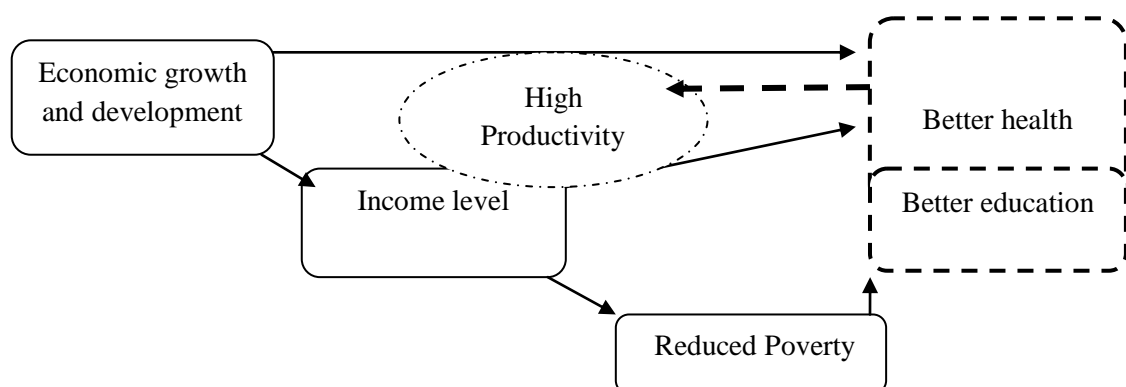 Economic growth
and development
High
Productivity
Better health
Income level
Better education
Reduced Poverty